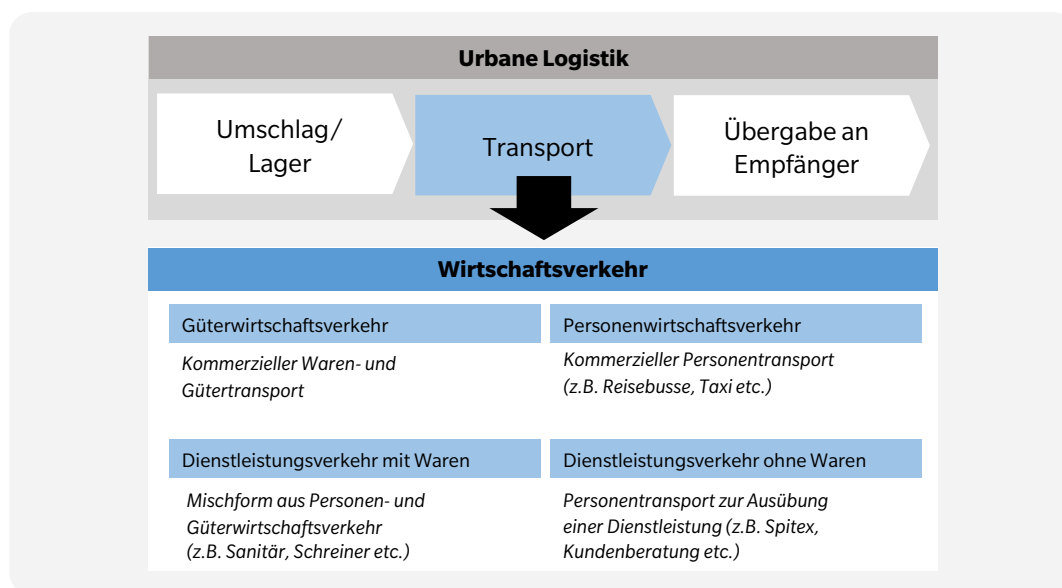 Urbane Logistik
Umschlag/
Lager
Transport
Übergabe an
Empfänger
Wirtschaftsverkehr
Güterwirtschaftsverkehr
Kommerzieller Waren- und
Gütertransport
Personenwirtschaftsverkehr
Kommerzieller Personentransport
(z.B. Reisebusse, Taxi etc.)
Dienstleistungsverkehr mit Waren
Mischform aus Personen- und
Güterwirtschaftsverkehr
(z.B. Sanitär, Schreiner etc.)
Dienstleistungsverkehr ohne Waren
Personentransport zur Ausübung
einer Dienstleistung (z.B. Spitex,
Kundenberatung etc.)